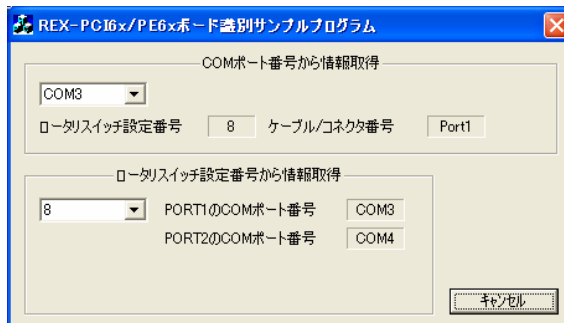 REX-PCI6x/PE6xボード識別サンプルプログラム
COMポート番号から情報取得
COM3
ロータリスイッチ設定番号 8 ケーブル/コネクタ番号 Port1
ロータリスイッチ設定番号から情報取得
8 PORT1のCOMポート番号 COM3
PORT2のCOMポート番号 COM4
キャンセル